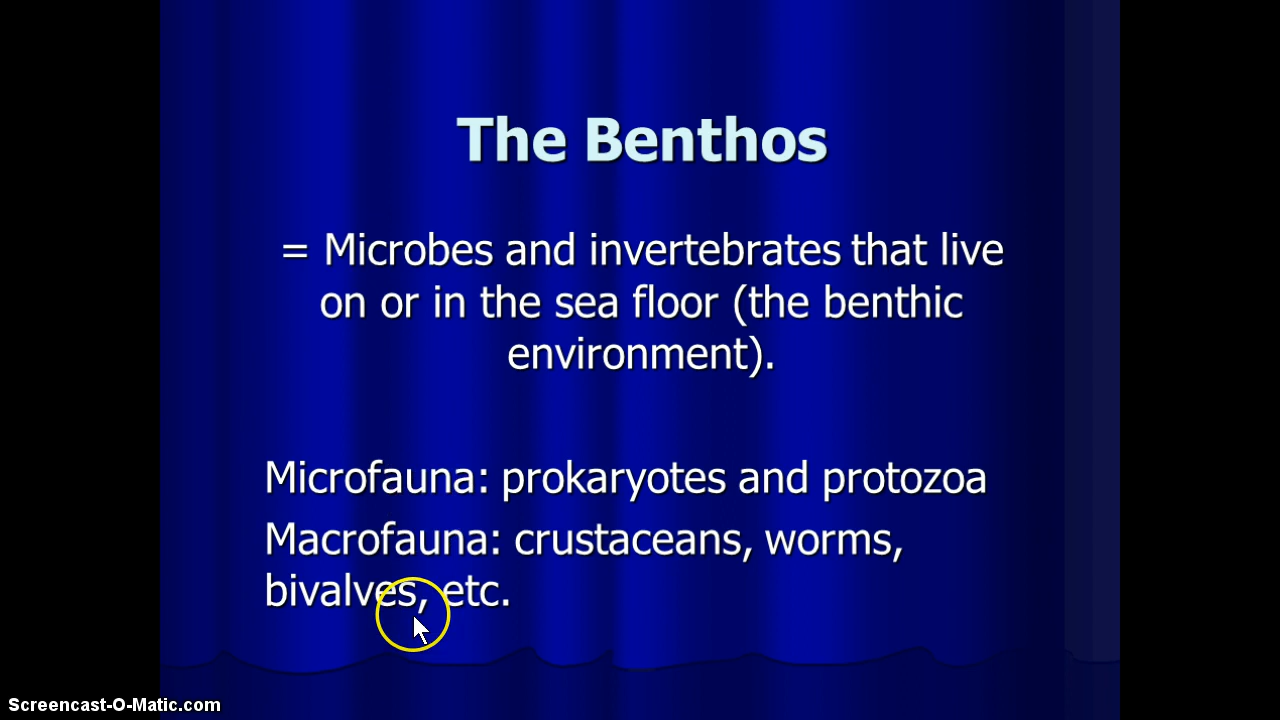 The Benthos
= Microbes and invertebrates that live
on or in the sea floor (the benthic
environment).
Microfauna: prokaryotes and protozoa
Macrofauna: crustaceans, worms,
bivalves, etc.
Screencast-O-Matic.com